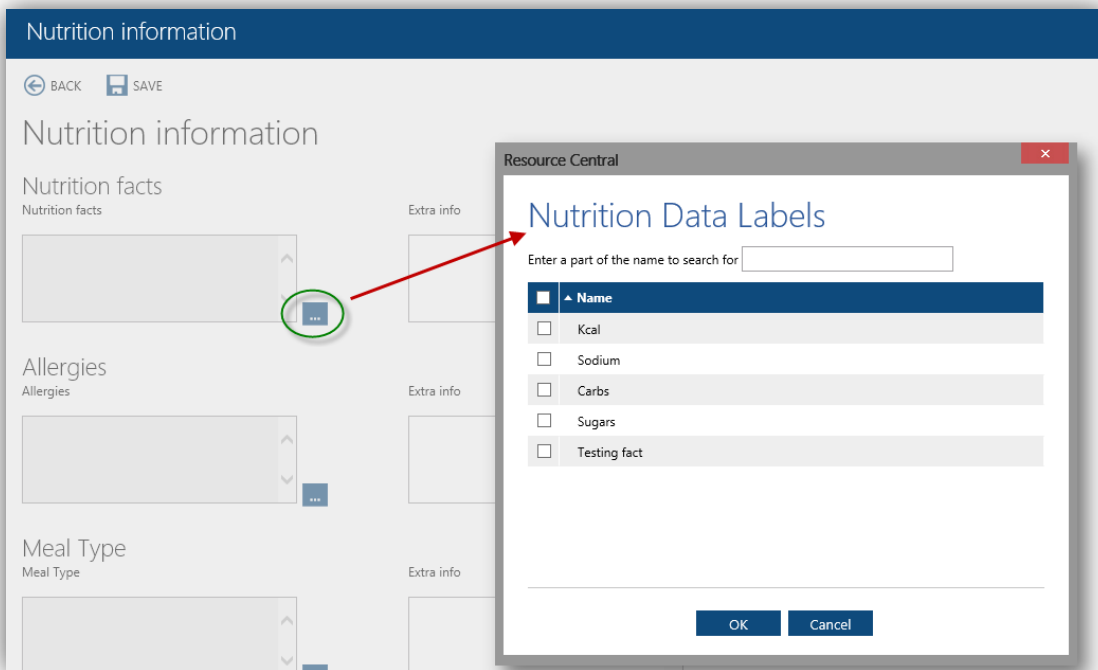 Nutrition information
BACK SAVE
Nutrition information
Nutrition facts
Nutrition facts Extra info
...
Allergies
Allergies Extra info
...
Meal Type
Meal Type Extra info
Resource Central
Nutrition Data Labels
Enter a part of the name to search for
Name
Kcal
Sodium
Carbs
Sugars
Testing fact
OK Cancel